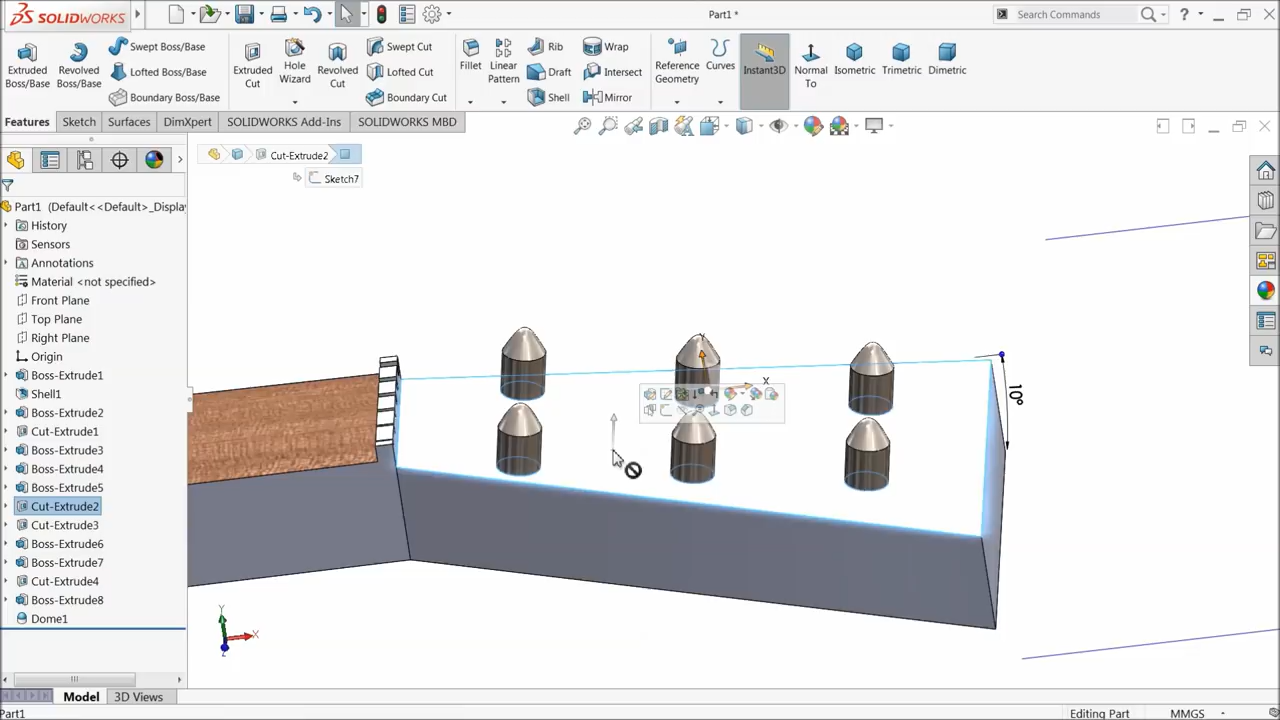 SOLIDWORKS
Part1 *
Search Commands
?
Extruded Boss/Base
Revolved Boss/Base
Swept Boss/Base
Lofted Boss/Base
Boundary Boss/Base
Extruded Cut
Hole Wizard
Revolved Cut
Swept Cut
Lofted Cut
Boundary Cut
Fillet
Linear Pattern
Rib
Draft
Shell
Wrap
Intersect
Mirror
Reference Geometry
Curves
Instant3D
Normal To
Isometric
Trimetric
Dimetric
Features
Sketch
Surfaces
DimXpert
SOLIDWORKS Add-Ins
SOLIDWORKS MBD
Cut-Extrude2
Sketch7
Part1 (Default<<Default>_Display
History
Sensors
Annotations
Material <not specified>
Front Plane
Top Plane
Right Plane
Origin
Boss-Extrude1
Shell1
Boss-Extrude2
Cut-Extrude1
Boss-Extrude3
Boss-Extrude4
Boss-Extrude5
Cut-Extrude2
Cut-Extrude3
Boss-Extrude6
Boss-Extrude7
Cut-Extrude4
Boss-Extrude8
Dome1
Y
X
10°
Y
X
Z
Model
3D Views
Part1
Editing Part
MMGS